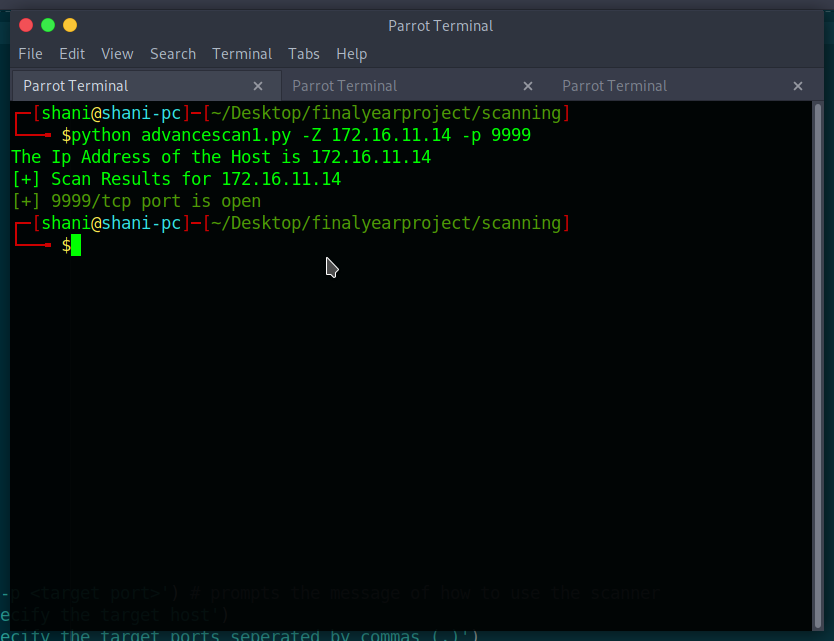 Parrot Terminal
File Edit View Search Terminal Tabs Help
Parrot Terminal × Parrot Terminal × Parrot Terminal ×
[shani@shani-pc]─[~/Desktop/finalyearproject/scanning]
$python advancescan1.py -Z 172.16.11.14 -p 9999
The Ip Address of the Host is 172.16.11.14
[+] Scan Results for 172.16.11.14
[+] 9999/tcp port is open
[shani@shani-pc]─[~/Desktop/finalyearproject/scanning]
$
-p <target port>') # prompts the message of how to use the scanner
ecify the target host')
ecify the target ports seperated by commas (,)')